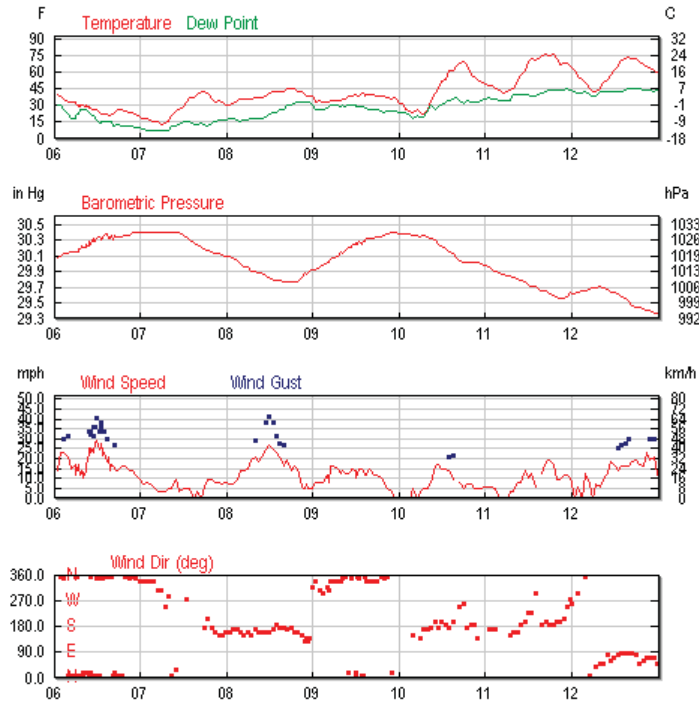 F Temperature Dew Point C
90 32
75 24
60 16
45 7
30 -1
15 -9
0 -18
06 07 08 09 10 11 12
in Hg Barometric Pressure hPa
30.5 1033
30.3 1026
30.1 1019
29.9 1013
29.7 1006
29.5 999
29.3 992
06 07 08 09 10 11 12
mph Wind Speed Wind Gust km/h
50.0 80
45.0 72
40.0 64
35.0 56
30.0 48
25.0 40
20.0 32
15.0 24
10.0 16
5.0 8
0.0 0
06 07 08 09 10 11 12
Wind Dir (deg)
360.0 N
270.0 W
180.0 S
90.0 E
0.0 N
06 07 08 09 10 11 12